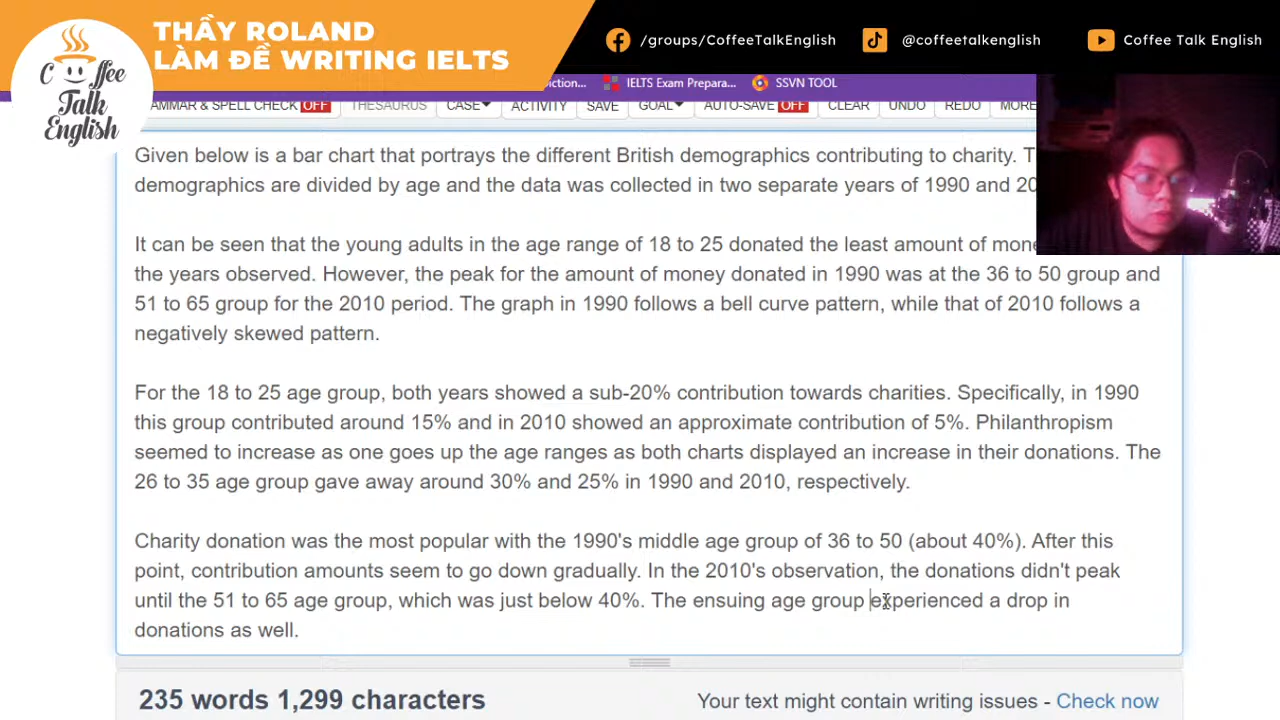 THẦY ROLAND
LÀM ĐỀ WRITING IELTS
/groups/CoffeeTalkEnglish
@coffeetalkenglish
Coffee Talk English
Coffee
Talk
English
iction...
IELTS Exam Prepara...
SSVN TOOL
AMMAR & SPELL CHECK OFF
THESAURUS
CASE
ACTIVITY
SAVE
GOAL
AUTO-SAVE OFF
CLEAR
UNDO
REDO
MORE
Given below is a bar chart that portrays the different British demographics contributing to charity.
demographics are divided by age and the data was collected in two separate years of 1990 and
It can be seen that the young adults in the age range of 18 to 25 donated the least amount of
the years observed. However, the peak for the amount of money donated in 1990 was at the 36 to 50 group and
51 to 65 group for the 2010 period. The graph in 1990 follows a bell curve pattern, while that of 2010 follows a
negatively skewed pattern.
For the 18 to 25 age group, both years showed a sub-20% contribution towards charities. Specifically, in 1990
this group contributed around 15% and in 2010 showed an approximate contribution of 5%. Philanthropism
seemed to increase as one goes up the age ranges as both charts displayed an increase in their donations. The
26 to 35 age group gave away around 30% and 25% in 1990 and 2010, respectively.
Charity donation was the most popular with the 1990's middle age group of 36 to 50 (about 40%). After this
point, contribution amounts seem to go down gradually. In the 2010's observation, the donations didn't peak
until the 51 to 65 age group, which was just below 40%. The ensuing age group experienced a drop in
donations as well.
235 words 1,299 characters
Your text might contain writing issues - Check now